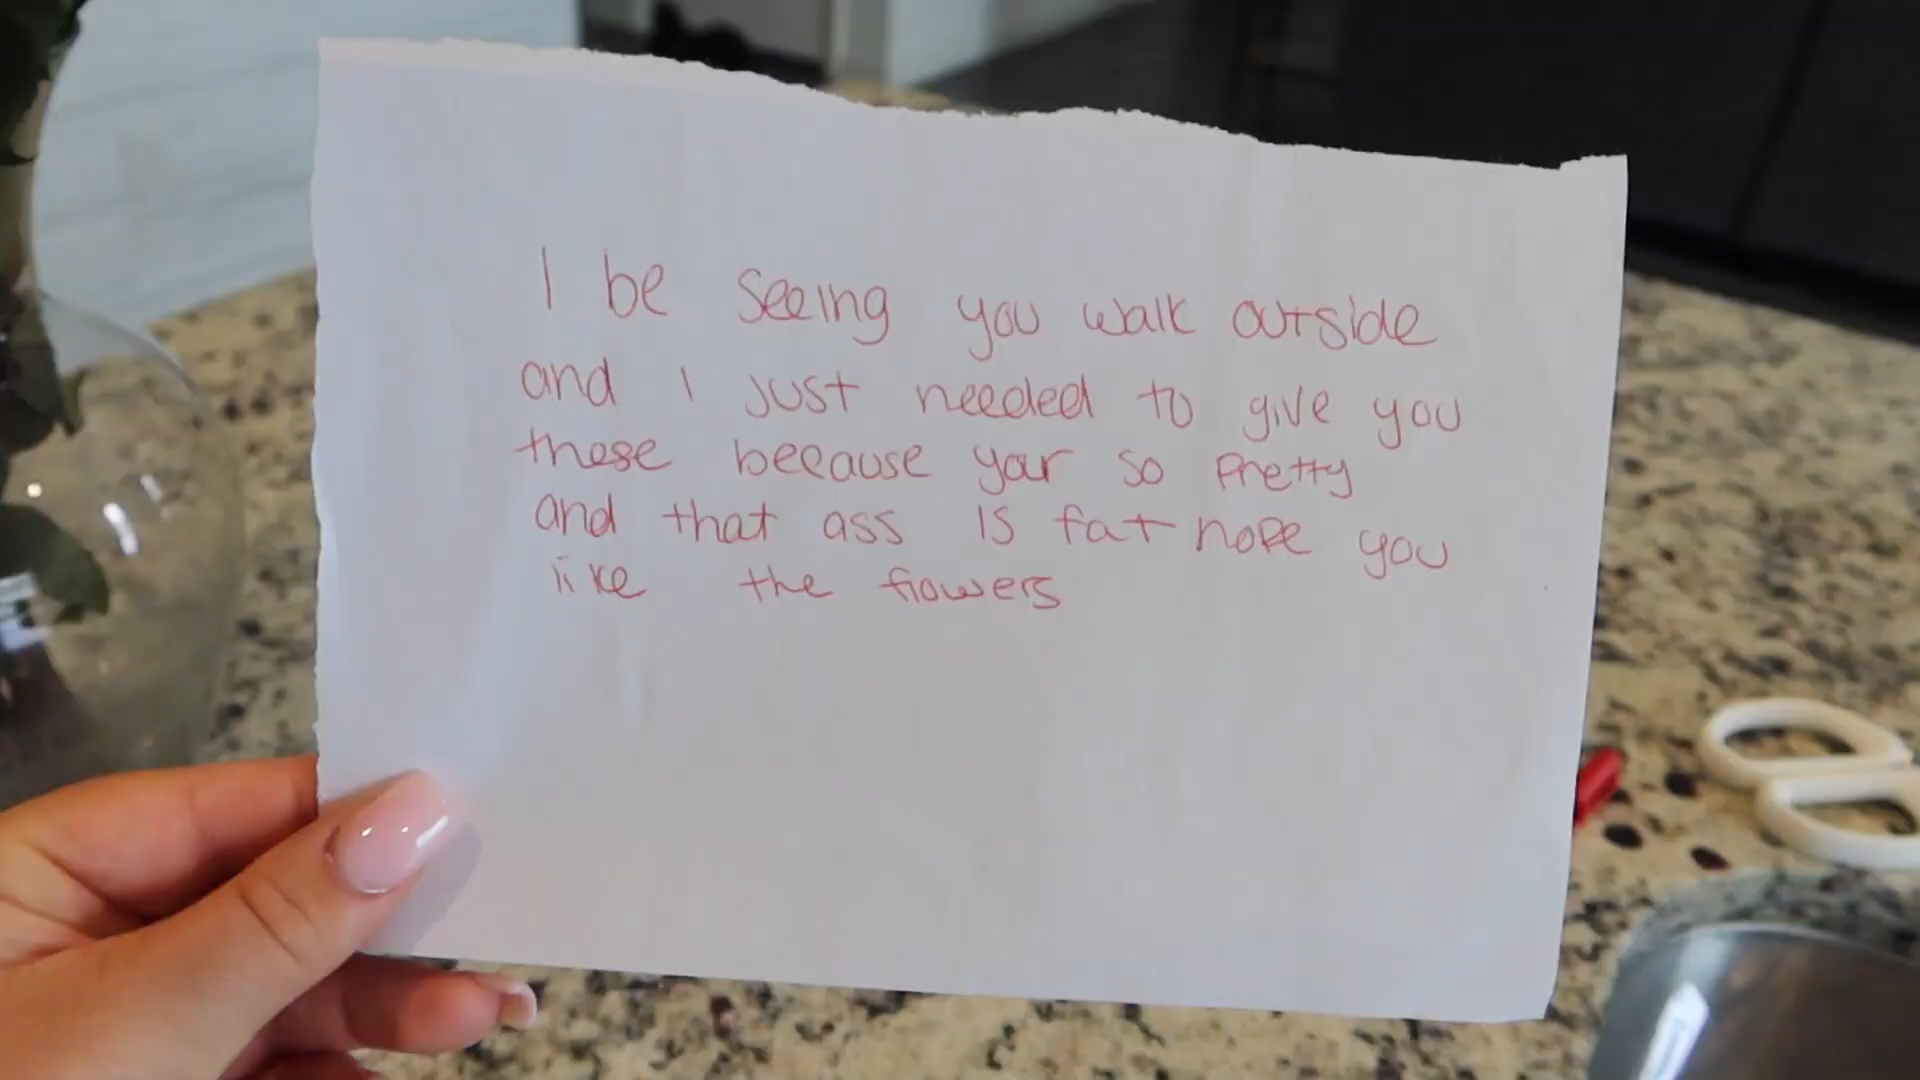 I be seeing you walk outside
and I just needed to give you
these because your so Pretty
and that ass is fat hope you
like the flowers